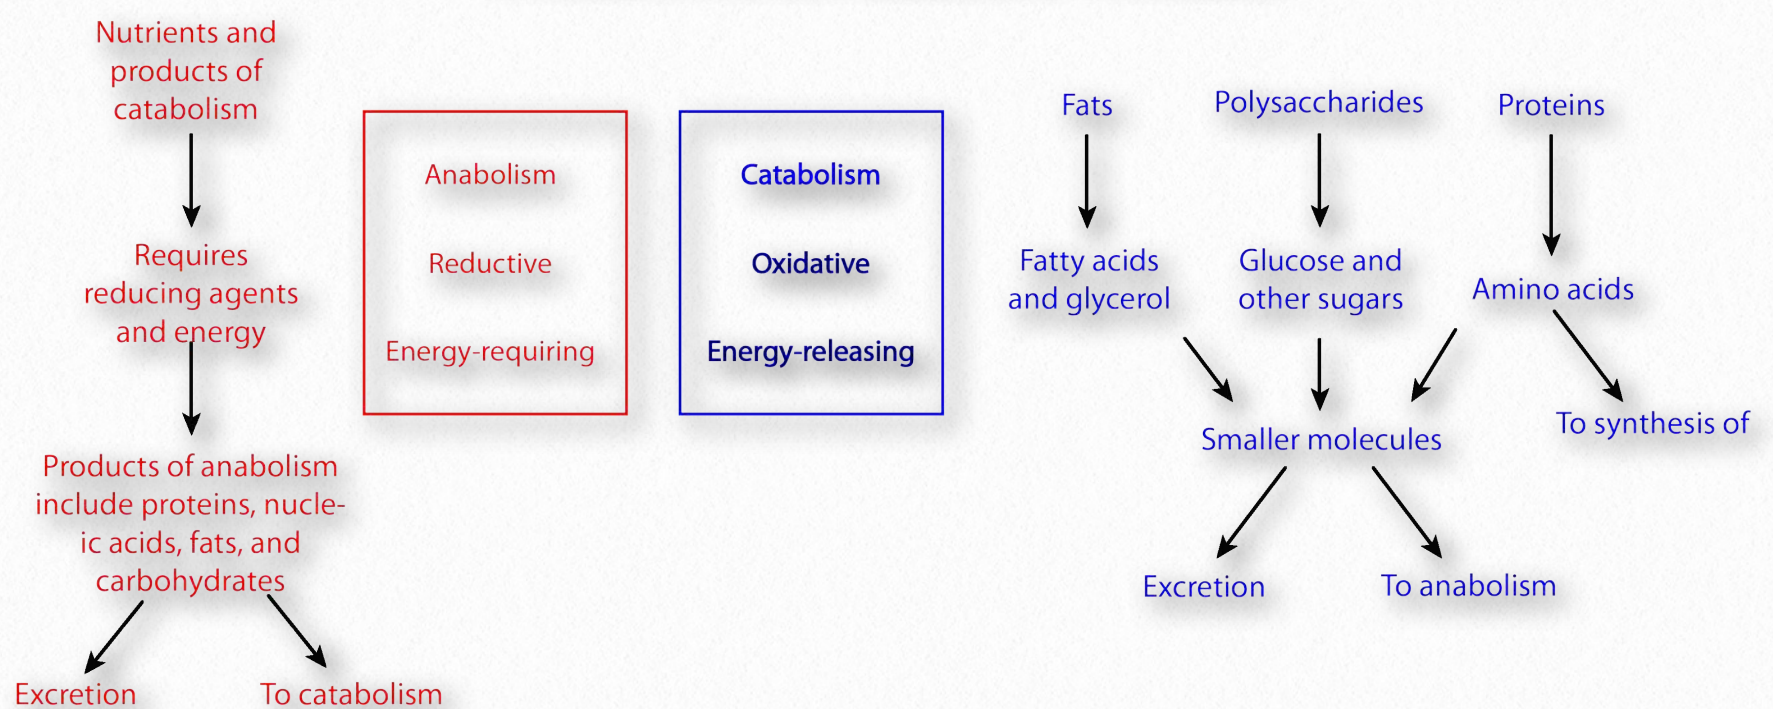 Nutrients and
products of
catabolism
Requires
reducing agents
and energy
Products of anabolism
include proteins, nucle-
ic acids, fats, and
carbohydrates
Excretion
To catabolism
Anabolism
Reductive
Energy-requiring
Catabolism
Oxidative
Energy-releasing
Fats
Polysaccharides
Proteins
Fatty acids
and glycerol
Glucose and
other sugars
Amino acids
Smaller molecules
To synthesis of
Excretion
To anabolism